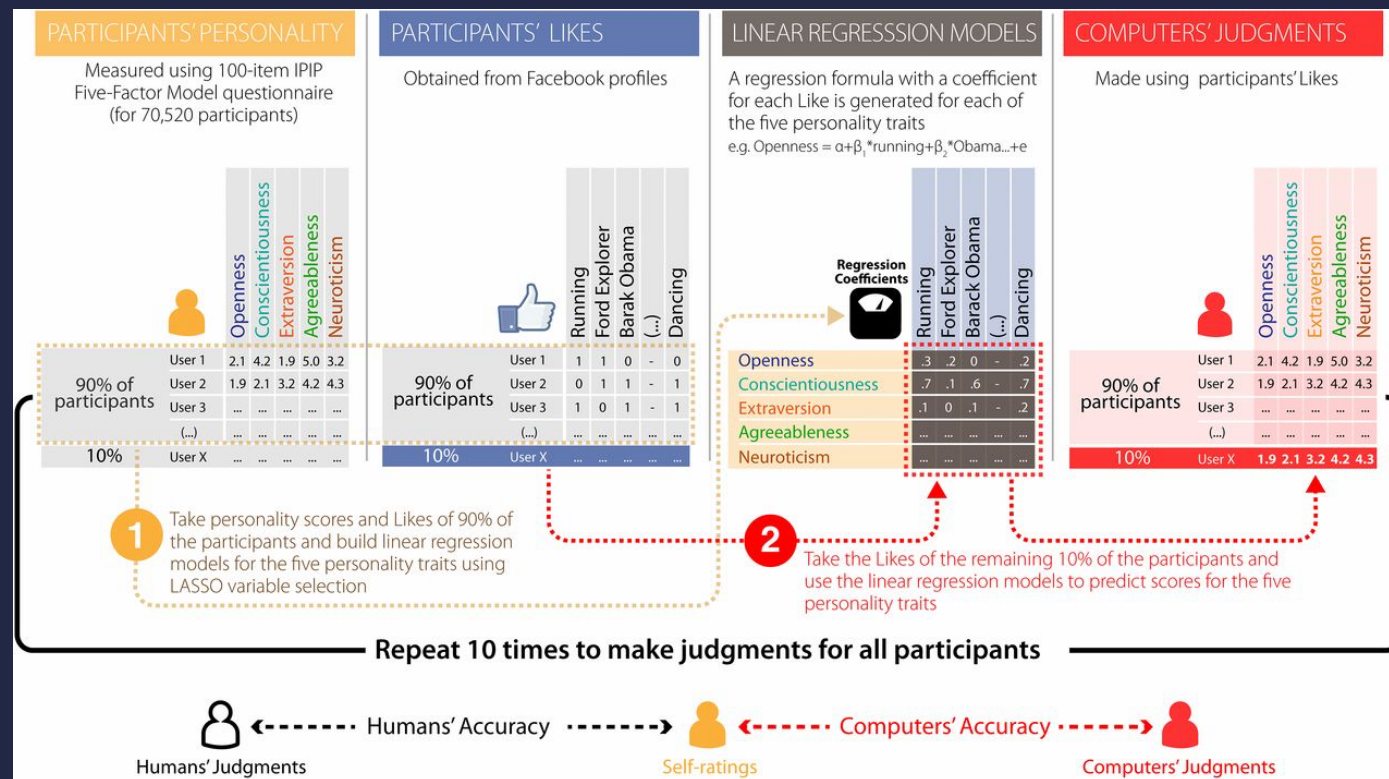 PARTICIPANTS' PERSONALITY
Measured using 100-item IPIP
Five-Factor Model questionnaire
(for 70,520 participants)
Openness
Conscientiousness
Extraversion
Agreeableness
Neuroticism
90% of
participants
User 1 2.1 4.2 1.9 5.0 3.2
User 2 1.9 2.1 3.2 4.2 4.3
User 3 ... ... ... ... ...
(...) ... ... ... ... ...
10% User X ... ... ... ... ...
PARTICIPANTS' LIKES
Obtained from Facebook profiles
Running
Ford Explorer
Barak Obama
(...)
Dancing
90% of
participants
User 1 1 1 0 - 0
User 2 0 1 1 - 1
User 3 1 0 1 - 1
(...) ... ... ... ... ...
10% User X ... ... ... ... ...
LINEAR REGRESSSION MODELS
A regression formula with a coefficient
for each Like is generated for each of
the five personality traits
e.g. Openness = α+β₁*running+β₂*Obama...+e
Regression
Coefficients
Running
Ford Explorer
Barack Obama
(...)
Dancing
Openness .3 .2 0 - .2
Conscientiousness .7 .1 .6 - .7
Extraversion .1 0 .1 - .2
Agreeableness ... ... ... ... ...
Neuroticism ... ... ... ... ...
COMPUTERS' JUDGMENTS
Made using participants' Likes
Openness
Conscientiousness
Extraversion
Agreeableness
Neuroticism
90% of
participants
User 1 2.1 4.2 1.9 5.0 3.2
User 2 1.9 2.1 3.2 4.2 4.3
User 3 ... ... ... ... ...
(...) ... ... ... ... ...
10% User X 1.9 2.1 3.2 4.2 4.3
1
Take personality scores and Likes of 90% of
the participants and build linear regression
models for the five personality traits using
LASSO variable selection
2
Take the Likes of the remaining 10% of the participants and
use the linear regression models to predict scores for the five
personality traits
Repeat 10 times to make judgments for all participants
Humans' Accuracy
Computers' Accuracy
Humans' Judgments
Self-ratings
Computers' Judgments